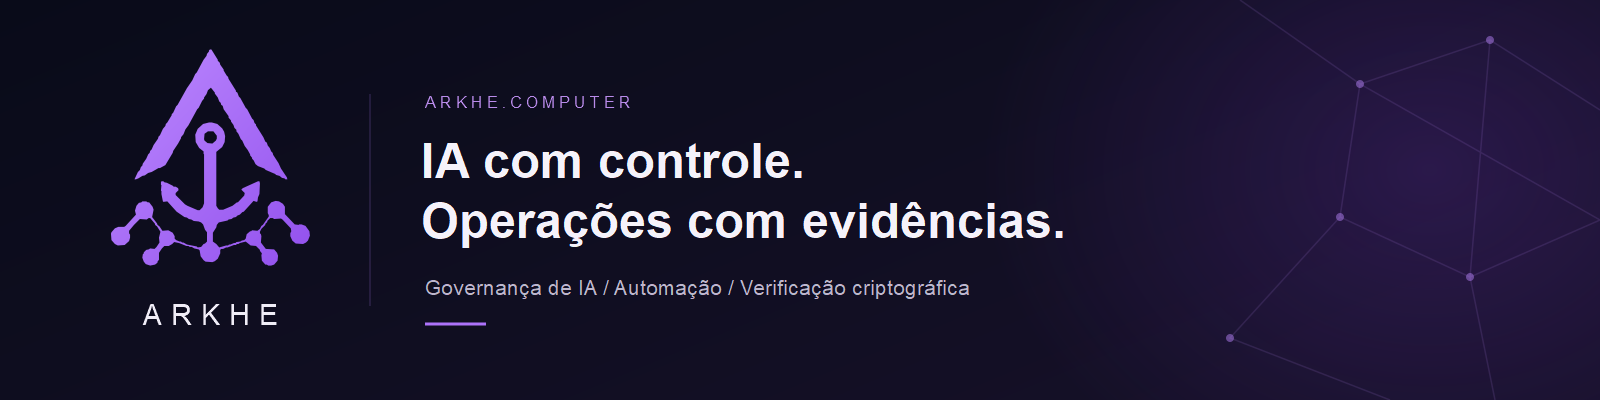 ARKHE
ARKHE.COMPUTER
IA com controle.
Operações com evidências.
Governança de IA / Automação / Verificação criptográfica